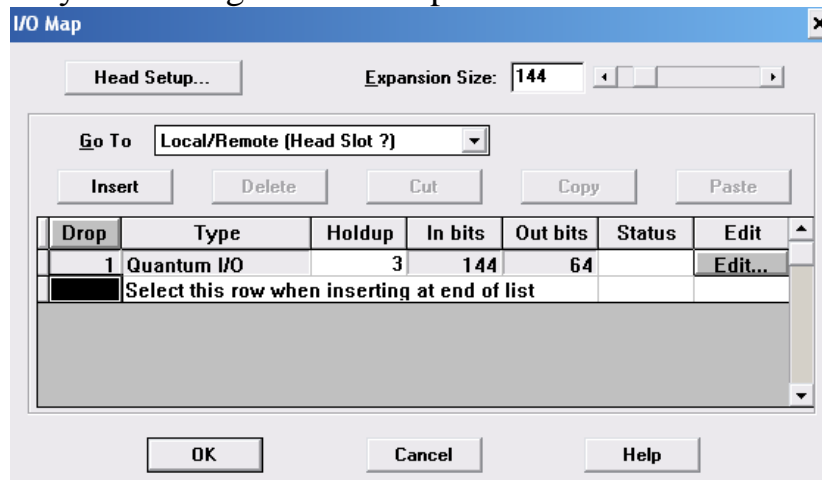 I/O Map
Head Setup... Expansion Size: 144
Go To Local/Remote (Head Slot ?)
Insert Delete Cut Copy Paste
Drop Type Holdup In bits Out bits Status Edit
1 Quantum I/O 3 144 64 Edit...
Select this row when inserting at end of list
OK Cancel Help